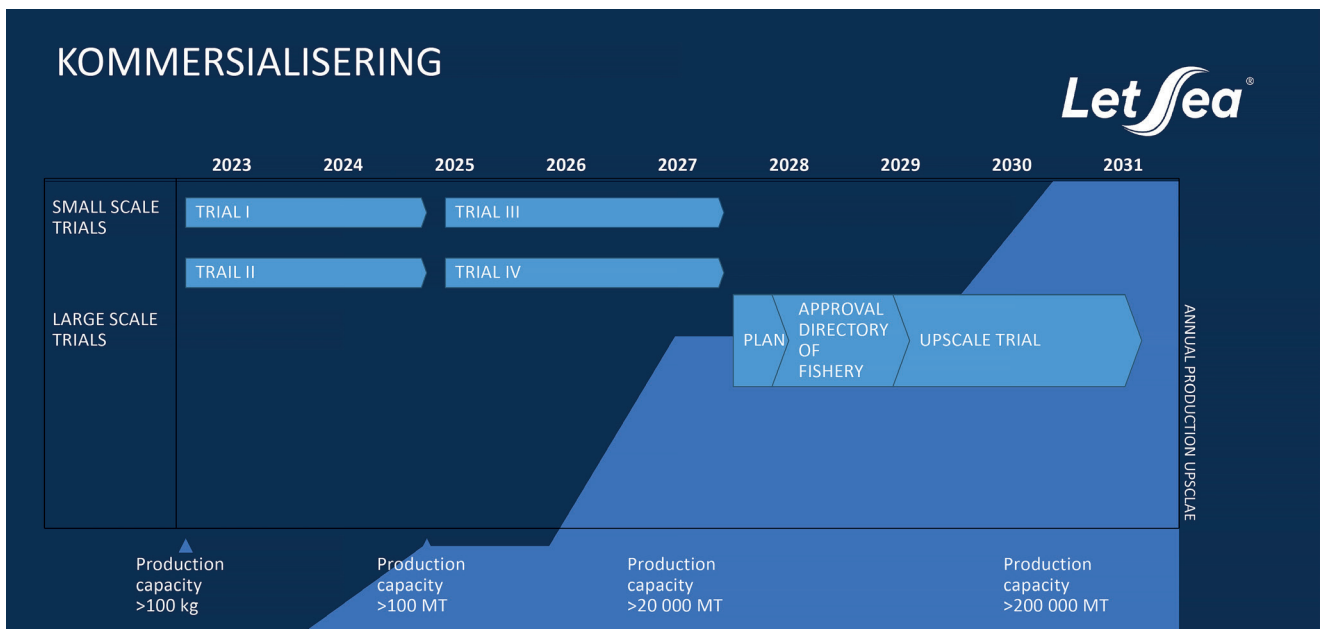 KOMMERSIALISERING
LetSea®
2023 2024 2025 2026 2027 2028 2029 2030 2031
SMALL SCALE
TRIALS
TRIAL I
TRIAL III
TRAIL II
TRIAL IV
LARGE SCALE
TRIALS
PLAN
APPROVAL
DIRECTORY
OF
FISHERY
UPSCALE TRIAL
ANNUAL PRODUCTION UPSCLAE
Production
capacity
>100 kg
Production
capacity
>100 MT
Production
capacity
>20 000 MT
Production
capacity
>200 000 MT